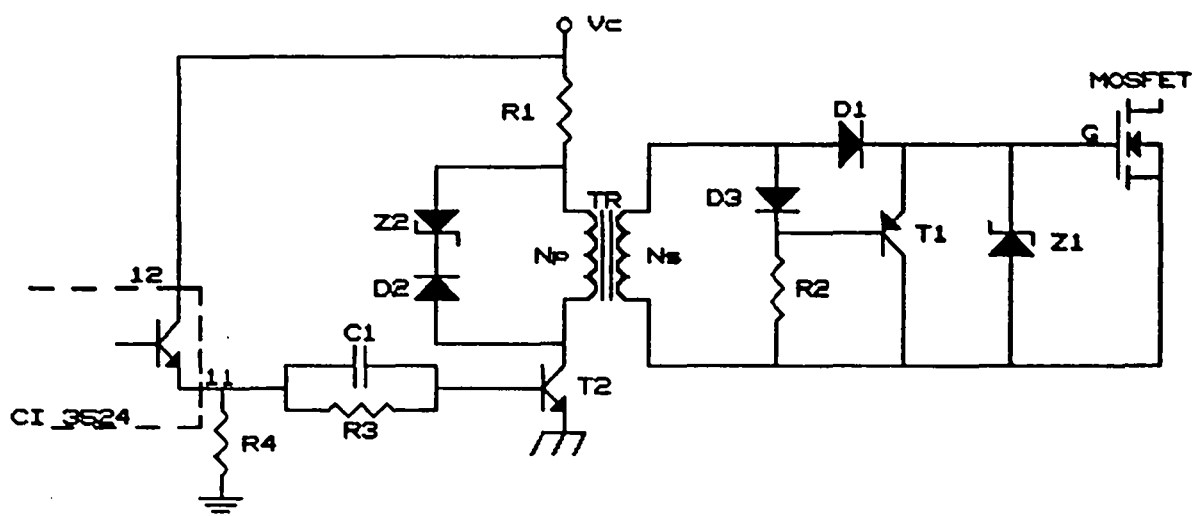 Vc
MOSFET
R1
D1
G
D3
TR
Z2
T1
Z1
Np
Ns
D2
R2
12
C1
11
T2
CI 3524
R3
R4